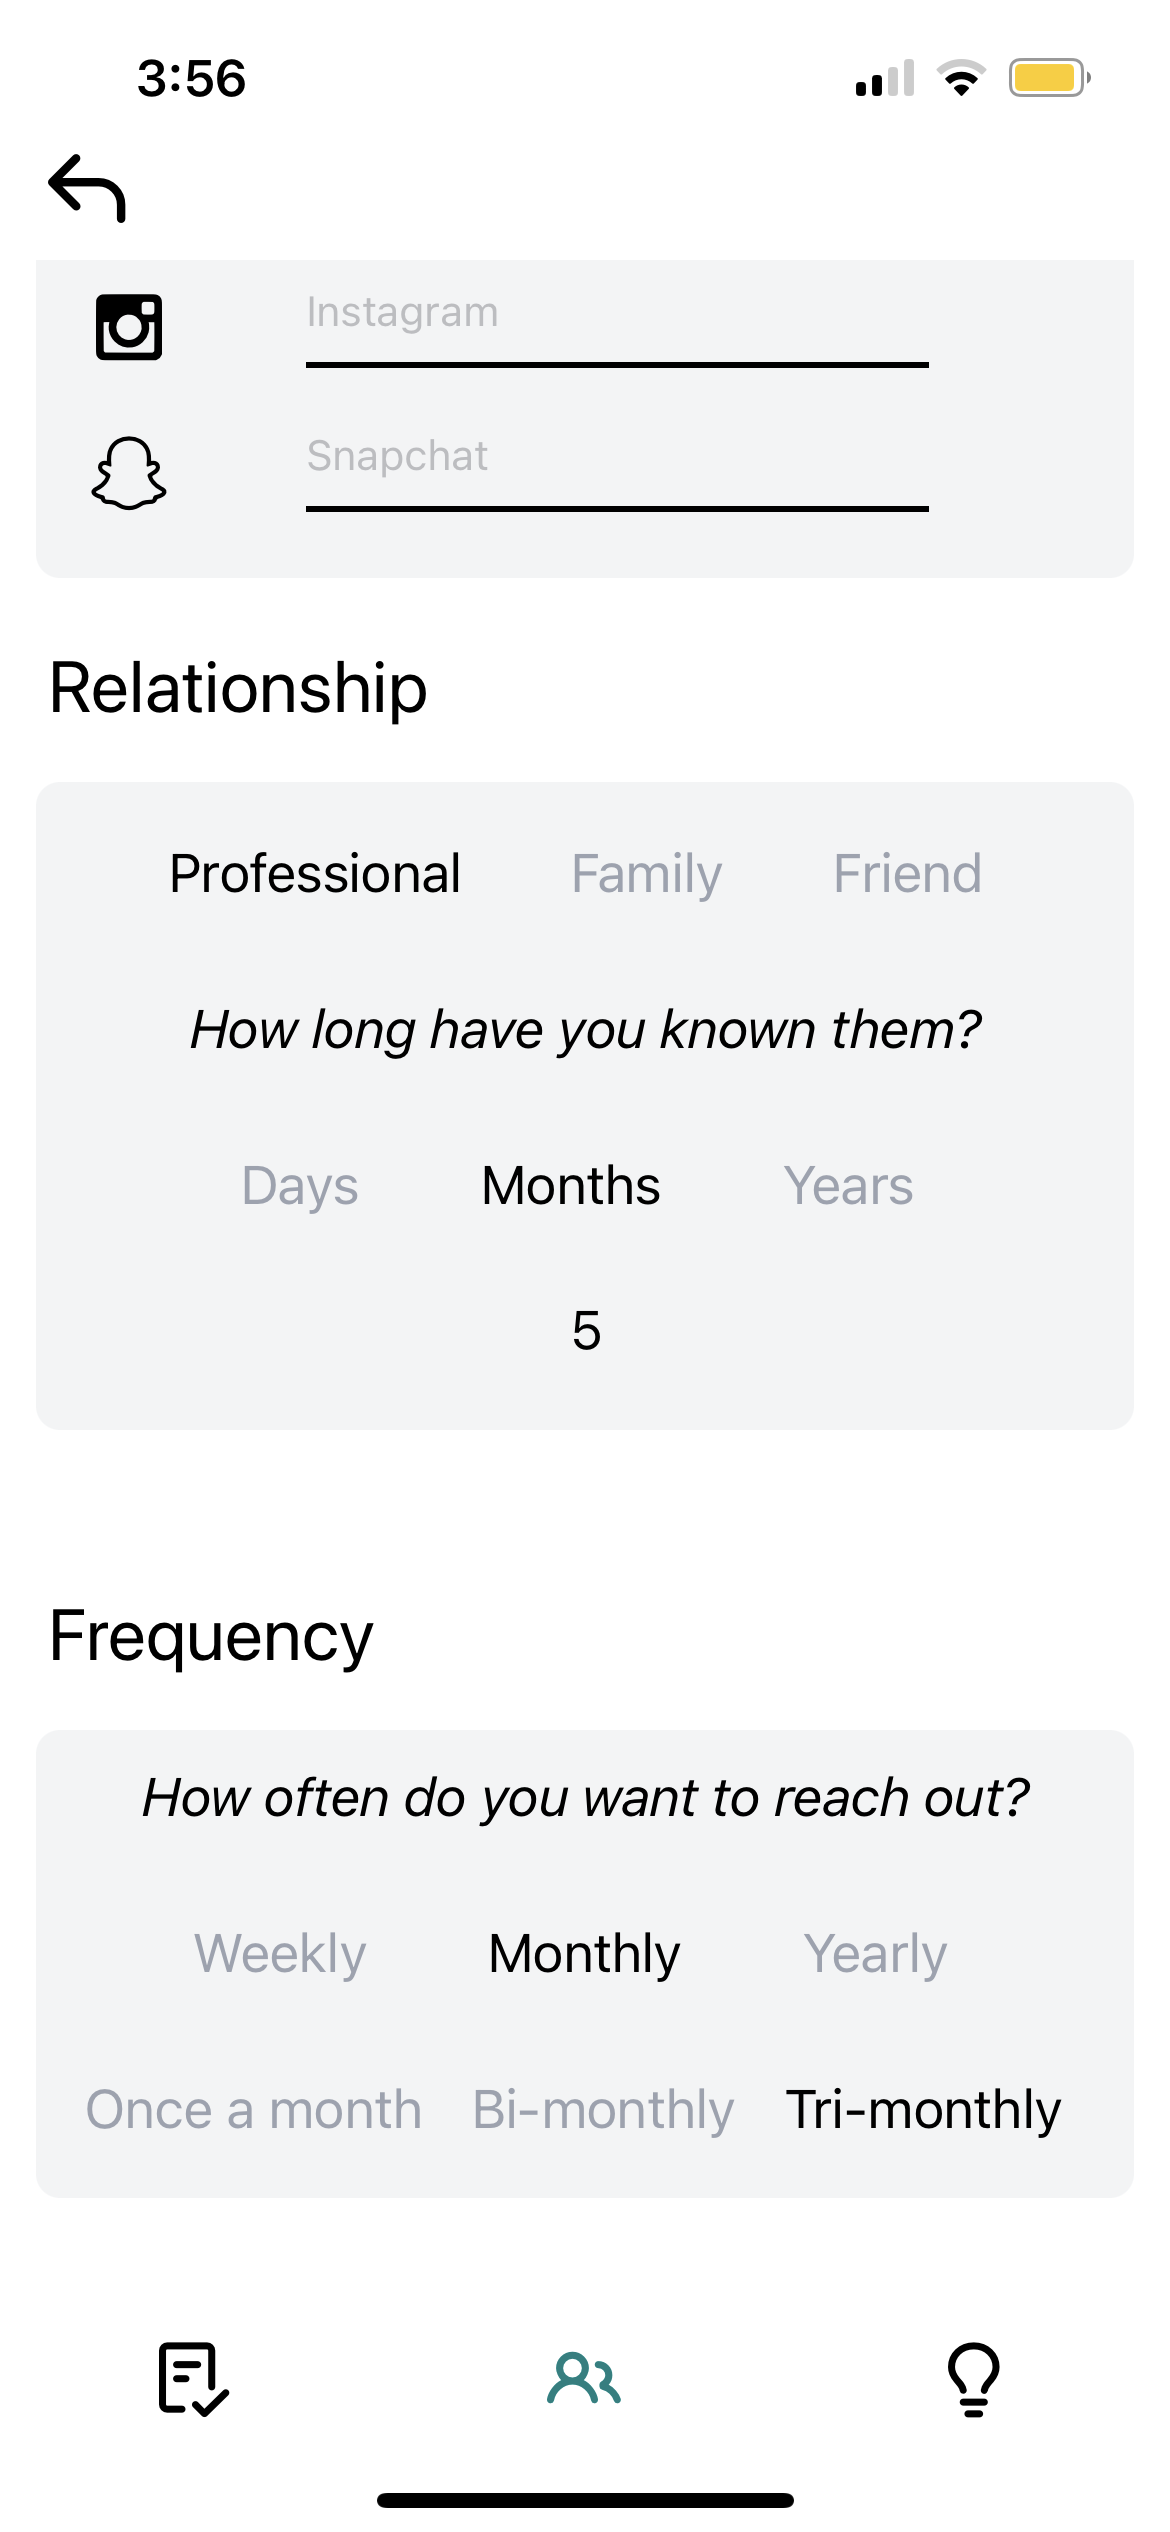 3:56
Instagram
Snapchat
Relationship
Professional Family Friend
How long have you known them?
Days Months Years
5
Frequency
How often do you want to reach out?
Weekly Monthly Yearly
Once a month Bi-monthly Tri-monthly